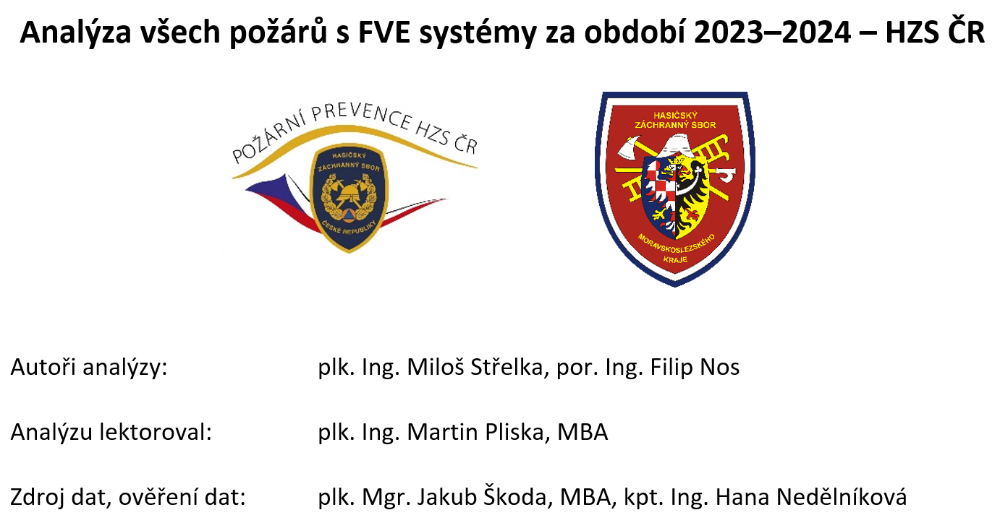 Analýza všech požárů s FVE systémy za období 2023–2024 – HZS ČR
POŽÁRNÍ PREVENCE HZS ČR
HASIČSKÝ
ZÁCHRANNÝ SBOR
ČESKÉ REPUBLIKY
HASIČSKÝ
ZÁCHRANNÝ SBOR
MORAVSKOSLEZSKÉHO
KRAJE
Autoři analýzy: plk. Ing. Miloš Střelka, por. Ing. Filip Nos
Analýzu lektoroval: plk. Ing. Martin Pliska, MBA
Zdroj dat, ověření dat: plk. Mgr. Jakub Škoda, MBA, kpt. Ing. Hana Nedělníková